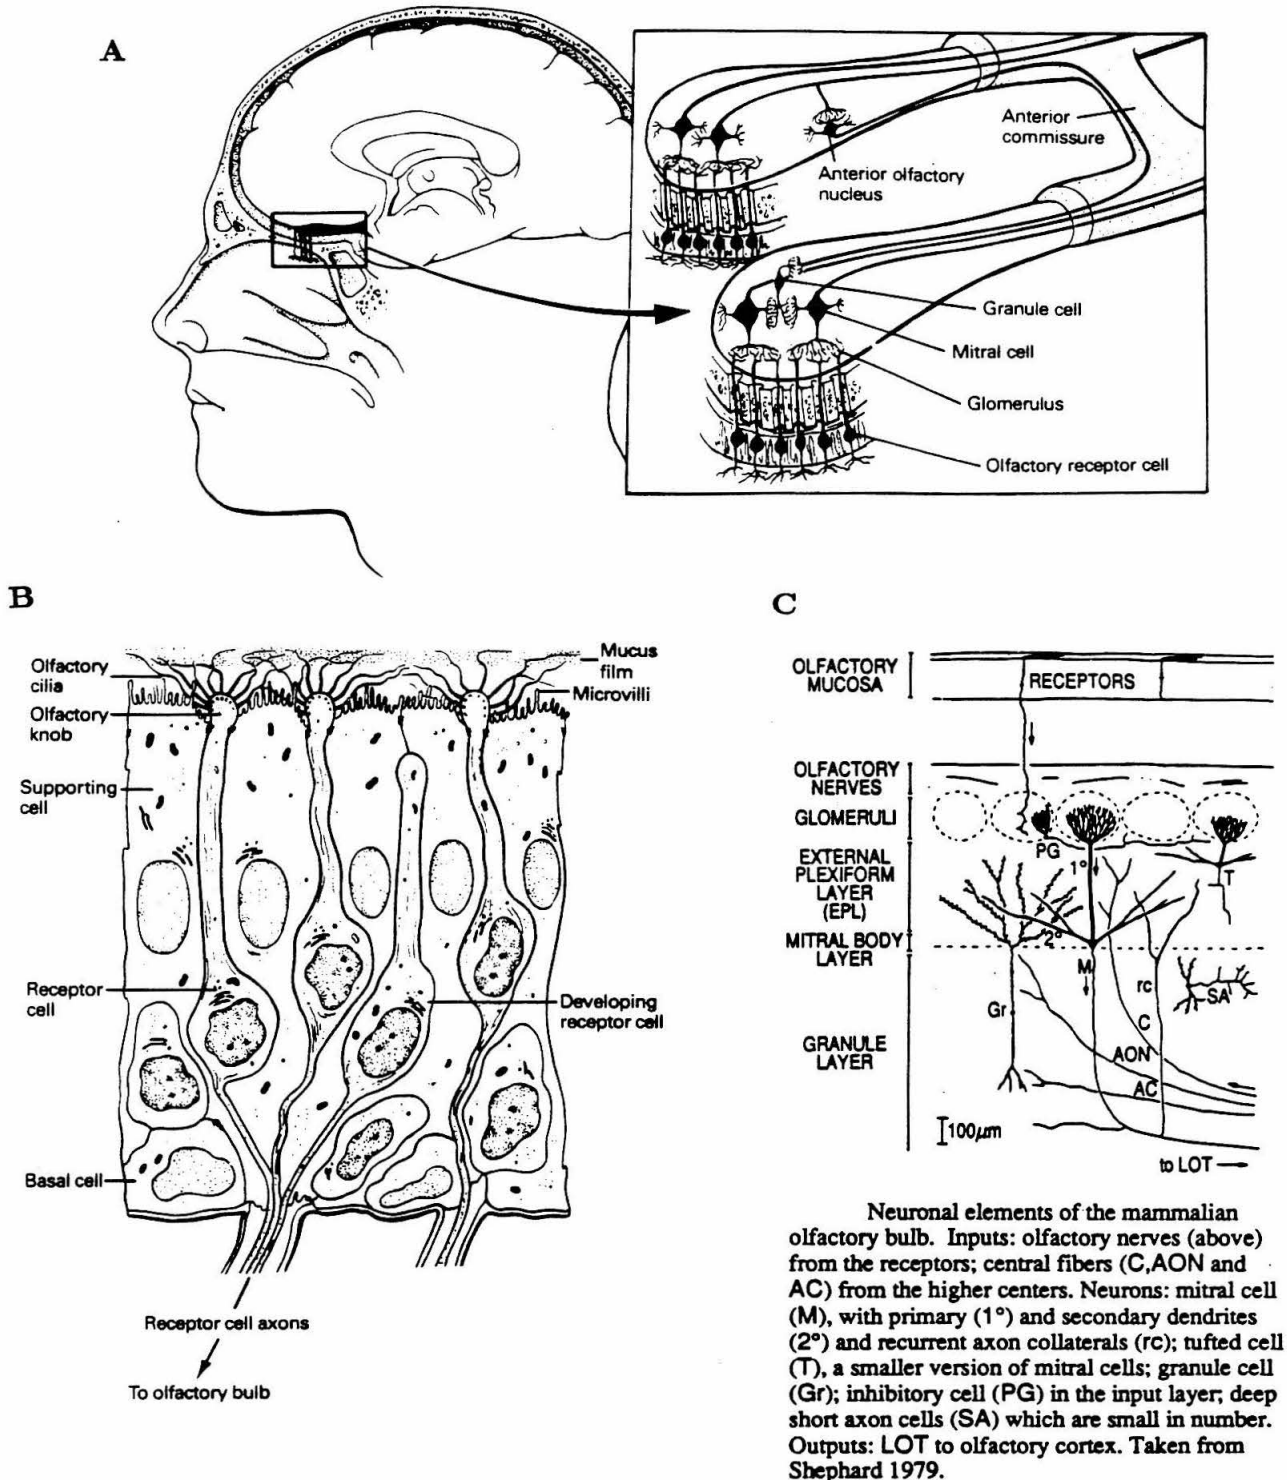 A
Anterior
commissure
Anterior olfactory
nucleus
Granule cell
Mitral cell
Glomerulus
Olfactory receptor cell
B
Olfactory
cilia
Olfactory
knob
Supporting
cell
Receptor
cell
Basal cell
Mucus
film
Microvilli
Developing
receptor cell
Receptor cell axons
To olfactory bulb
C
OLFACTORY
MUCOSA
RECEPTORS
OLFACTORY
NERVES
GLOMERULI
PG
EXTERNAL
PLEXIFORM
LAYER
(EPL)
1°
T
2°
MITRAL BODY
LAYER
M
rc
SA
Gr
C
GRANULE
LAYER
AON
AC
100µm
to LOT
Neuronal elements of the mammalian
olfactory bulb. Inputs: olfactory nerves (above)
from the receptors; central fibers (C,AON and
AC) from the higher centers. Neurons: mitral cell
(M), with primary (1°) and secondary dendrites
(2°) and recurrent axon collaterals (rc); tufted cell
(T), a smaller version of mitral cells; granule cell
(Gr); inhibitory cell (PG) in the input layer; deep
short axon cells (SA) which are small in number.
Outputs: LOT to olfactory cortex. Taken from
Shephard 1979.